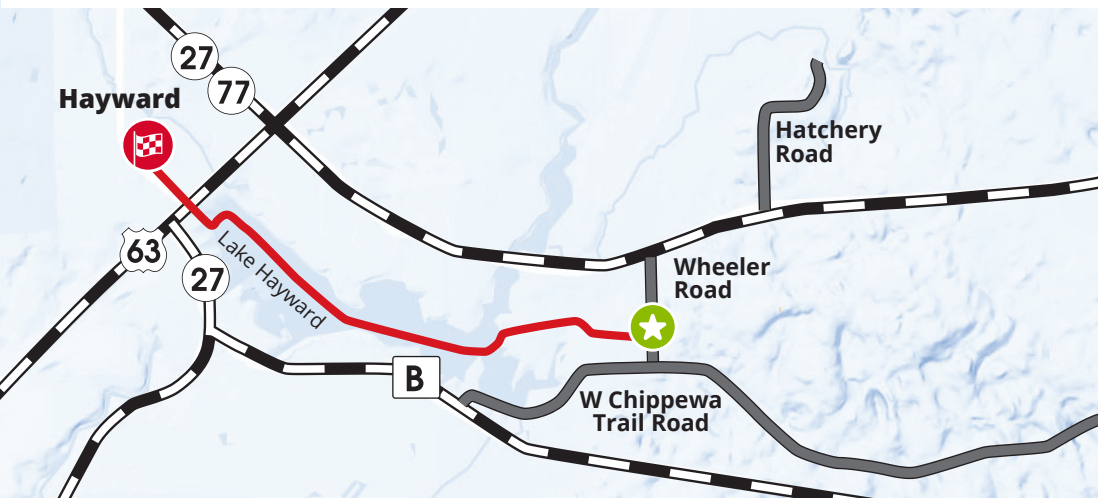 27
77
Hayward
Hatchery
Road
63
27
Lake Hayward
Wheeler
Road
B
W Chippewa
Trail Road